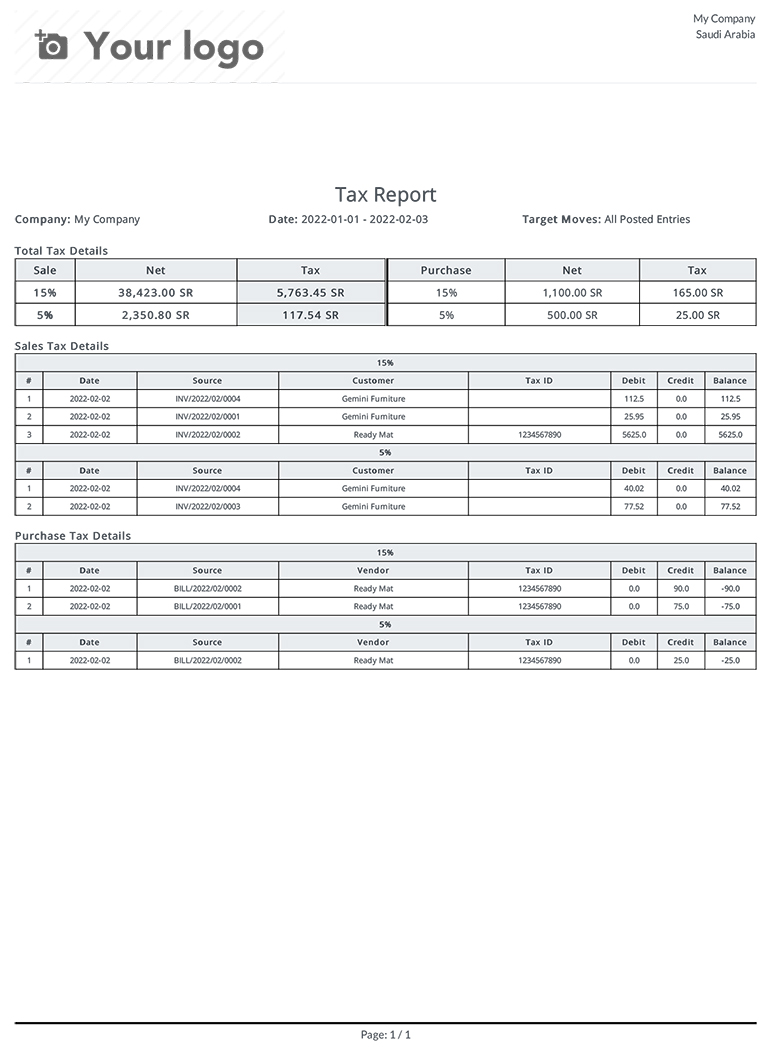 Your logo
My Company
Saudi Arabia
Tax Report
Company: My Company Date: 2022-01-01 - 2022-02-03 Target Moves: All Posted Entries
Total Tax Details
Sale Net Tax Purchase Net Tax
15% 38,423.00 SR 5,763.45 SR 15% 1,100.00 SR 165.00 SR
5% 2,350.80 SR 117.54 SR 5% 500.00 SR 25.00 SR
Sales Tax Details
15%
# Date Source Customer Tax ID Debit Credit Balance
1 2022-02-02 INV/2022/02/0004 Gemini Furniture 112.5 0.0 112.5
2 2022-02-02 INV/2022/02/0001 Gemini Furniture 25.95 0.0 25.95
3 2022-02-02 INV/2022/02/0002 Ready Mat 1234567890 5625.0 0.0 5625.0
5%
# Date Source Customer Tax ID Debit Credit Balance
1 2022-02-02 INV/2022/02/0004 Gemini Furniture 40.02 0.0 40.02
2 2022-02-02 INV/2022/02/0003 Gemini Furniture 77.52 0.0 77.52
Purchase Tax Details
15%
# Date Source Vendor Tax ID Debit Credit Balance
1 2022-02-02 BILL/2022/02/0002 Ready Mat 1234567890 0.0 90.0 -90.0
2 2022-02-02 BILL/2022/02/0001 Ready Mat 1234567890 0.0 75.0 -75.0
5%
# Date Source Vendor Tax ID Debit Credit Balance
1 2022-02-02 BILL/2022/02/0002 Ready Mat 1234567890 0.0 25.0 -25.0
Page: 1 / 1